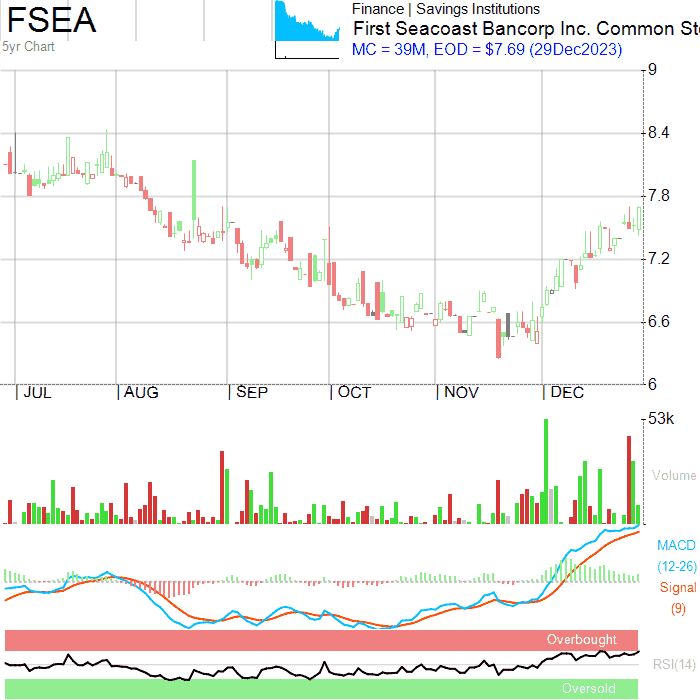 FSEA
5yr Chart
Finance | Savings Institutions
First Seacoast Bancorp Inc. Common Sto
MC = 39M, EOD = $7.69 (29Dec2023)
9
8.4
7.8
7.2
6.6
6
JUL AUG SEP OCT NOV DEC
53k
Volume
MACD
(12-26)
Signal
(9)
Overbought
RSI(14)
Oversold